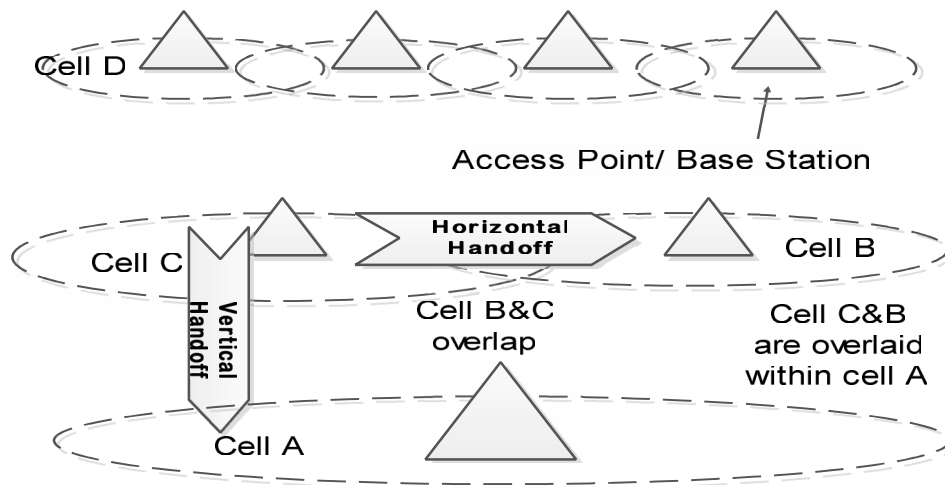 Cell D
Access Point/ Base Station
Horizontal
Handoff
Cell C
Cell B
Vertical
Handoff
Cell B&C
overlap
Cell C&B
are overlaid
within cell A
Cell A